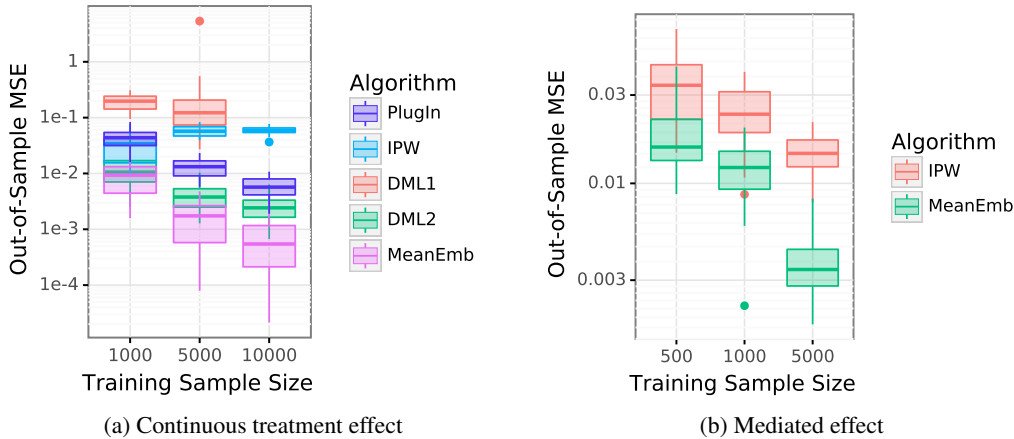 Out-of-Sample MSE
1
1e-1
1e-2
1e-3
1e-4
1000 5000 10000
Training Sample Size
Algorithm
PlugIn
IPW
DML1
DML2
MeanEmb
(a) Continuous treatment effect
Out-of-Sample MSE
0.03
0.01
0.003
500 1000 5000
Training Sample Size
Algorithm
IPW
MeanEmb
(b) Mediated effect